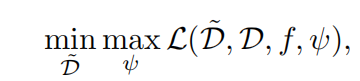 min max ℒ(𝒟̃, 𝒟, f, ψ),
𝒟̃ ψ